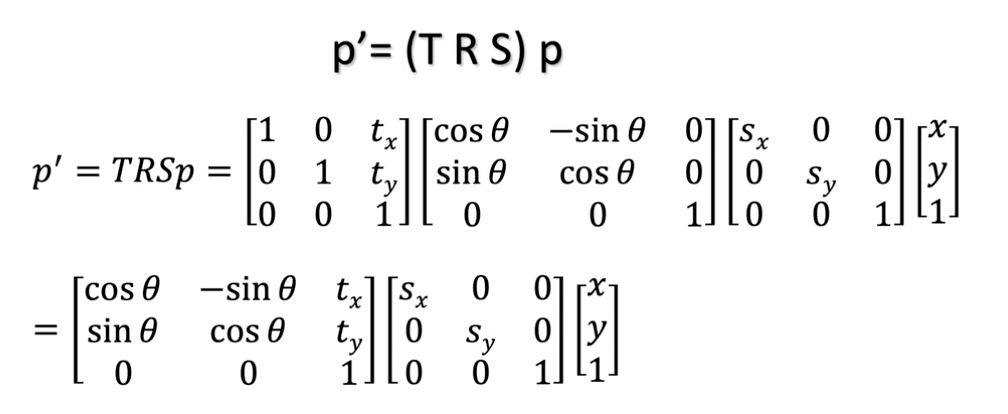 p′= (T R S) p
p′ = TRSp = [1 0 t_x; 0 1 t_y; 0 0 1] [cos θ −sin θ 0; sin θ cos θ 0; 0 0 1] [s_x 0 0; 0 s_y 0; 0 0 1] [x; y; 1]
= [cos θ −sin θ t_x; sin θ cos θ t_y; 0 0 1] [s_x 0 0; 0 s_y 0; 0 0 1] [x; y; 1]